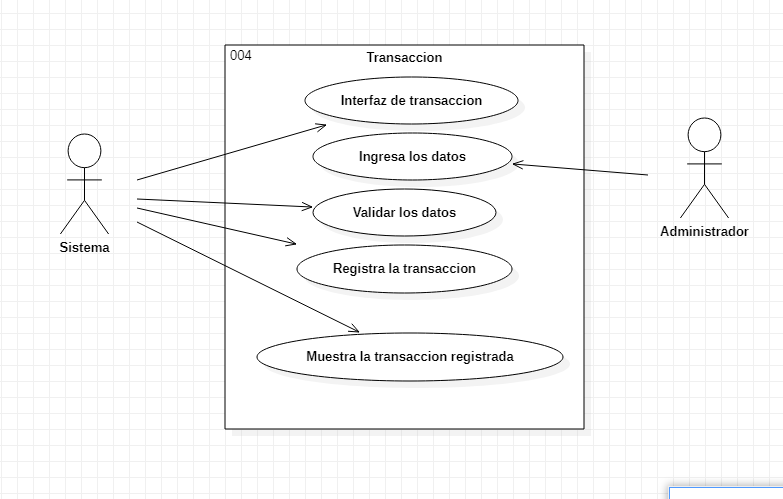 004
Transaccion
Interfaz de transaccion
Ingresa los datos
Validar los datos
Registra la transaccion
Muestra la transaccion registrada
Sistema
Administrador